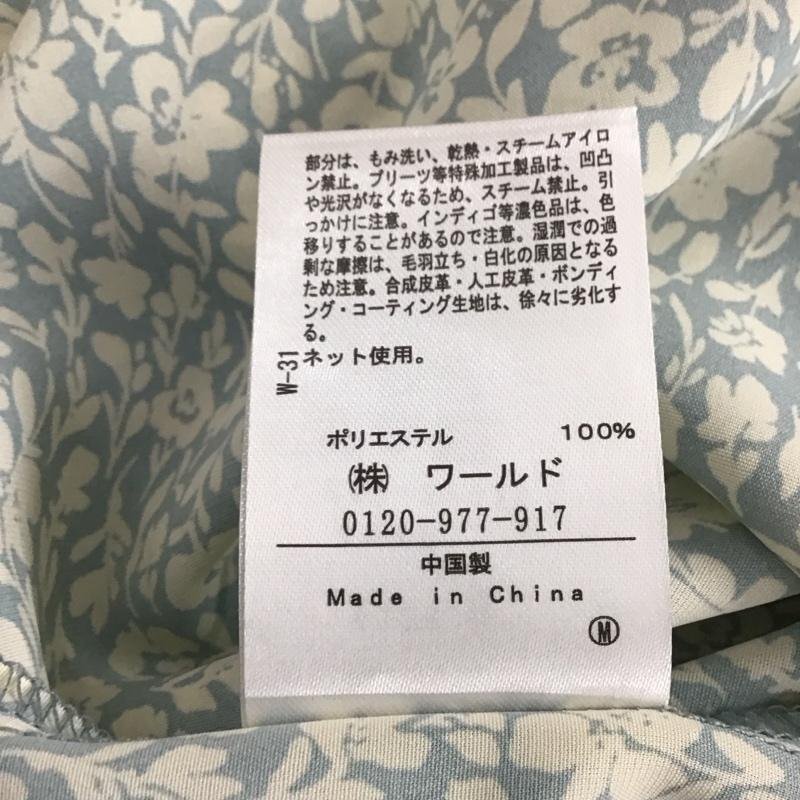 部分は、もみ洗い、乾熱・スチームアイロ
ン禁止。プリーツ等特殊加工製品は、凹凸
や光沢がなくなるため、スチーム禁止。引
っかけに注意。インディゴ等濃色品は、色
移りすることがあるので注意。湿潤での過
剰な摩擦は、毛羽立ち・白化の原因となる
ため注意。合成皮革・人工皮革・ボンディ
ング・コーティング生地は、徐々に劣化す
る。
ネット使用。
W-31
ポリエステル 100%
㈱ ワールド
0120-977-917
中国製
Made in China
Ⓜ